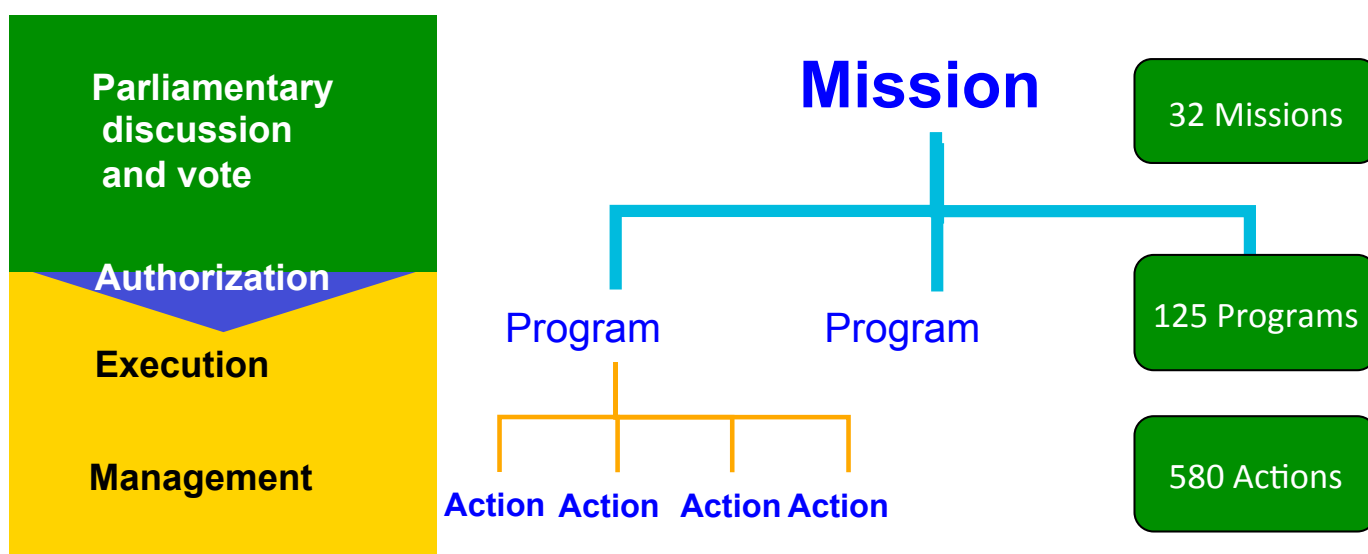 Parliamentary
discussion
and vote
Authorization
Execution
Management
Mission
Program
Program
Action
Action
Action
Action
32 Missions
125 Programs
580 Actions